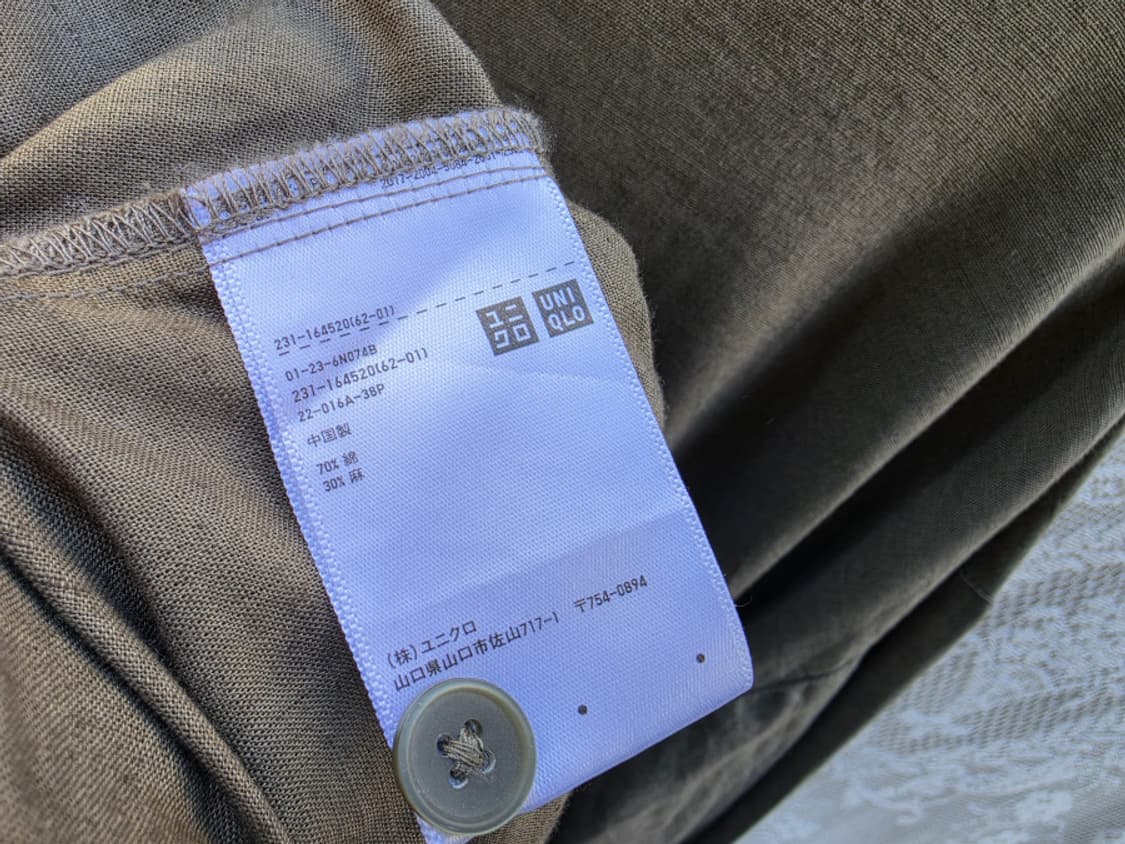 231-164520(62-01)
ユニクロ UNIQLO
01-23-6N074B
231-164520(62-01)
22-016A-38P
中国製
70% 綿
30% 麻
(株)ユニクロ 〒754-0894
山口県山口市佐山717-1